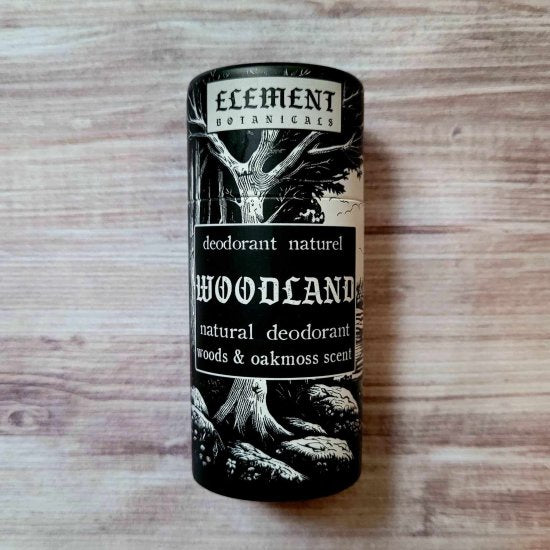 ELEMENT
BOTANICALS
deodorant naturel
WOODLAND
natural deodorant
woods & oakmoss scent